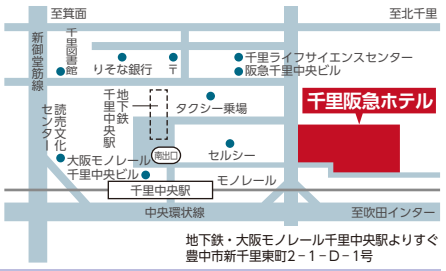 至箕面
至北千里
新御堂筋線
千里図書館
りそな銀行
〒
千里ライフサイエンスセンター
阪急千里中央ビル
地下鉄
千里中央駅
タクシー乗場
千里阪急ホテル
読売文化
センター
南出口
セルシー
大阪モノレール
千里中央ビル
千里中央駅
モノレール
中央環状線
至吹田インター
地下鉄・大阪モノレール千里中央駅よりすぐ
豊中市新千里東町2-1-D-1号